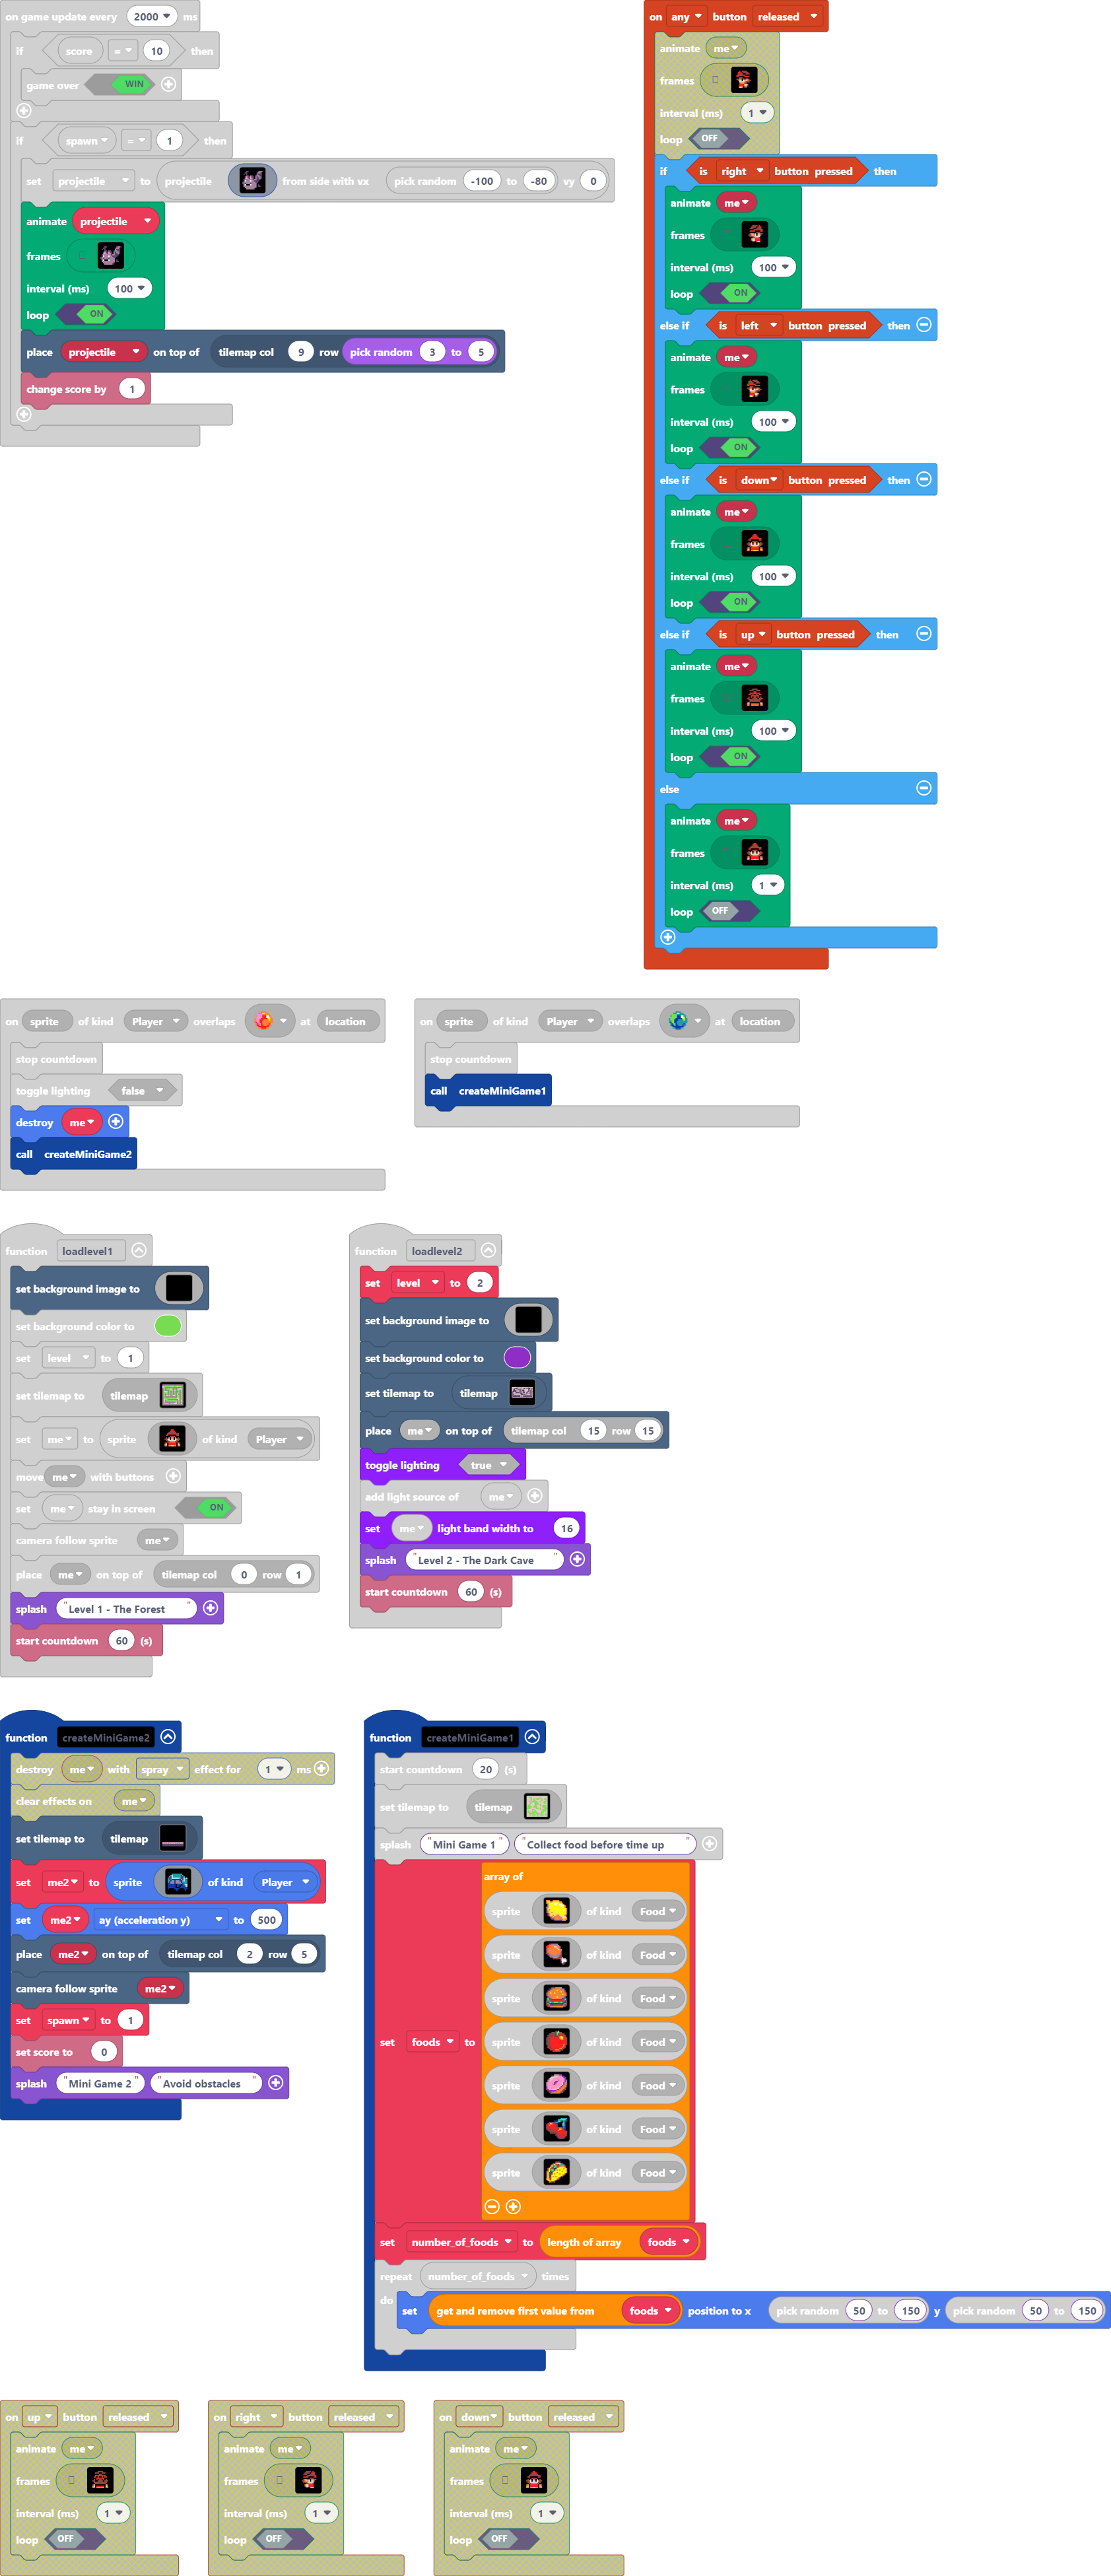 on game update every 2000 ms
if score = 10 then
game over WIN
if spawn = 1 then
set projectile to projectile from side with vx pick random -100 to -80 vy 0
animate projectile
frames
interval (ms) 100
loop ON
place projectile on top of tilemap col 9 row pick random 3 to 5
change score by 1
on any button released
animate me
frames
interval (ms) 1
loop OFF
if is right button pressed then
animate me
frames
interval (ms) 100
loop ON
else if is left button pressed then
animate me
frames
interval (ms) 100
loop ON
else if is down button pressed then
animate me
frames
interval (ms) 100
loop ON
else if is up button pressed then
animate me
frames
interval (ms) 100
loop ON
else
animate me
frames
interval (ms) 1
loop OFF
on sprite of kind Player overlaps at location
stop countdown
toggle lighting false
destroy me
call createMiniGame2
on sprite of kind Player overlaps at location
stop countdown
call createMiniGame1
function loadlevel1
set background image to
set background color to
set level to 1
set tilemap to tilemap
set me to sprite of kind Player
move me with buttons
set me stay in screen ON
camera follow sprite me
place me on top of tilemap col 0 row 1
splash "Level 1 - The Forest"
start countdown 60 (s)
function loadlevel2
set level to 2
set background image to
set background color to
set tilemap to tilemap
place me on top of tilemap col 15 row 15
toggle lighting true
add light source of me
set me light band width to 16
splash "Level 2 - The Dark Cave"
start countdown 60 (s)
function createMiniGame2
destroy me with spray effect for 1 ms
clear effects on me
set tilemap to tilemap
set me2 to sprite of kind Player
set me2 ay (acceleration y) to 500
place me2 on top of tilemap col 2 row 5
camera follow sprite me2
set spawn to 1
set score to 0
splash "Mini Game 2" "Avoid obstacles"
function createMiniGame1
start countdown 20 (s)
set tilemap to tilemap
splash "Mini Game 1" "Collect food before time up"
array of
sprite of kind Food
sprite of kind Food
sprite of kind Food
set foods to sprite of kind Food
sprite of kind Food
sprite of kind Food
sprite of kind Food
set number_of_foods to length of array foods
repeat number_of_foods times
do set get and remove first value from foods position to x pick random 50 to 150 y pick random 50 to 150
on up button released
animate me
frames
interval (ms) 1
loop OFF
on right button released
animate me
frames
interval (ms) 1
loop OFF
on down button released
animate me
frames
interval (ms) 1
loop OFF